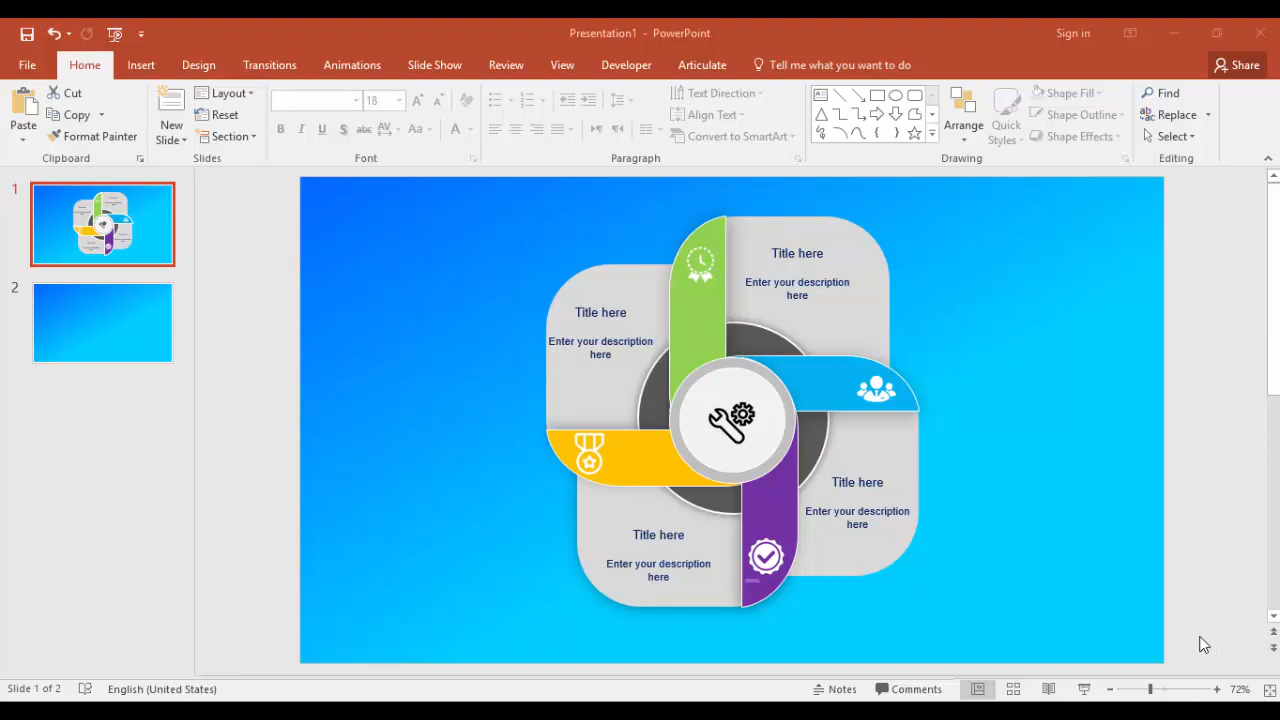 Presentation1 - PowerPoint
Sign in
File Home Insert Design Transitions Animations Slide Show Review View Developer Articulate Tell me what you want to do Share
Paste
Cut
Copy
Format Painter
Clipboard
New Slide
Layout
Reset
Section
Slides
18
B I U S abc AV Aa A
Font
Text Direction
Align Text
Convert to SmartArt
Paragraph
Arrange
Quick Styles
Shape Fill
Shape Outline
Shape Effects
Drawing
Find
Replace
Select
Editing
1
2
Title here
Enter your description
here
Title here
Enter your description
here
Title here
Enter your description
here
Title here
Enter your description
here
Slide 1 of 2 English (United States) Notes Comments 72%